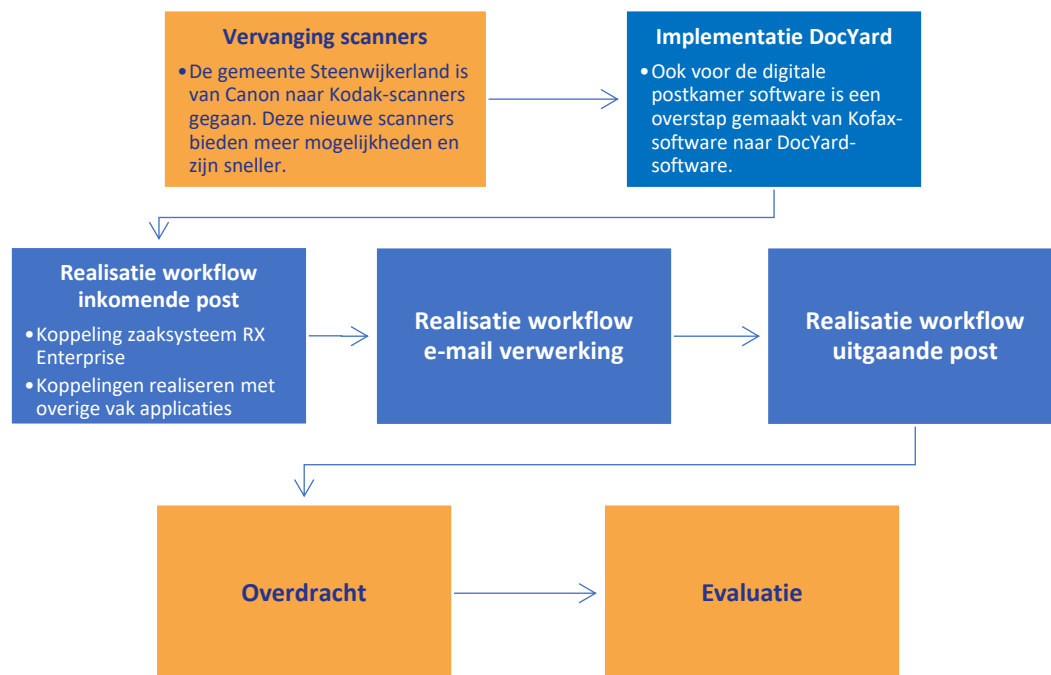 Vervanging scanners
•De gemeente Steenwijkerland is
van Canon naar Kodak-scanners
gegaan. Deze nieuwe scanners
bieden meer mogelijkheden en
zijn sneller.
Implementatie DocYard
•Ook voor de digitale
postkamer software is een
overstap gemaakt van Kofax-
software naar DocYard-
software.
Realisatie workflow
inkomende post
•Koppeling zaaksysteem RX
Enterprise
•Koppelingen realiseren met
overige vak applicaties
Realisatie workflow
e-mail verwerking
Realisatie workflow
uitgaande post
Overdracht
Evaluatie